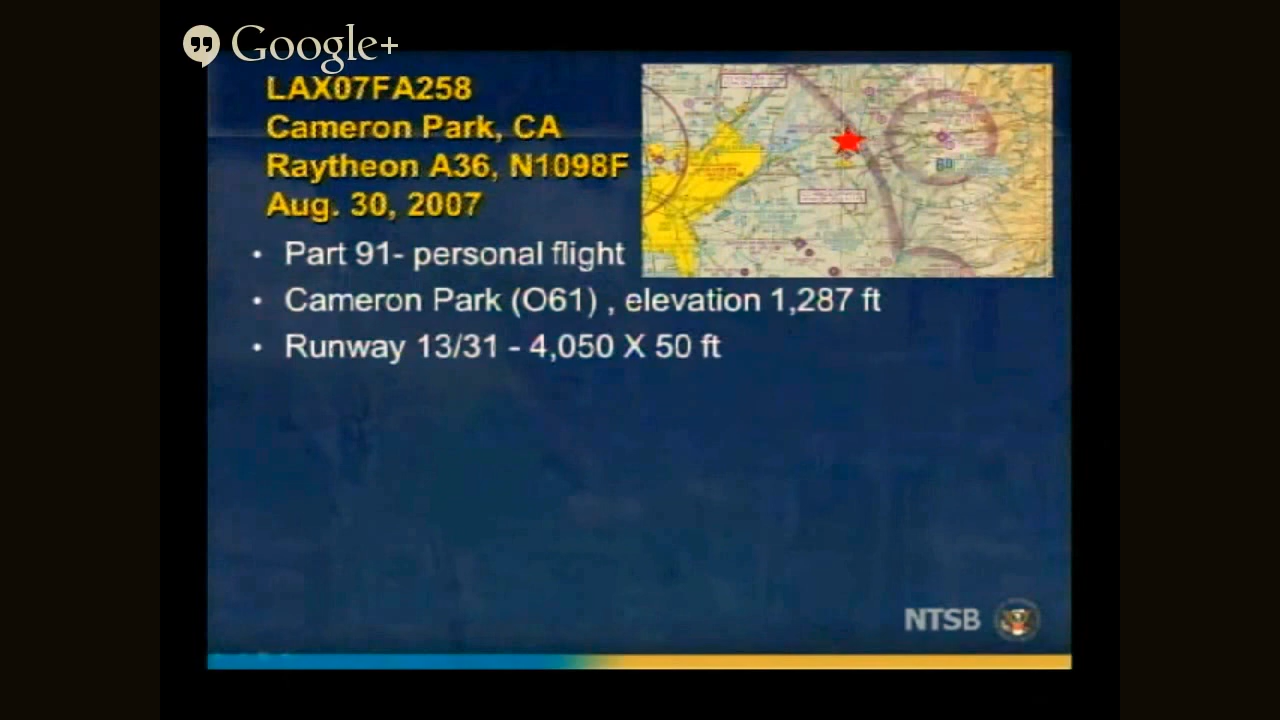 Google+
LAX07FA258
Cameron Park, CA
Raytheon A36, N1098F
Aug. 30, 2007
• Part 91- personal flight
• Cameron Park (O61) , elevation 1,287 ft
• Runway 13/31 - 4,050 X 50 ft
NTSB